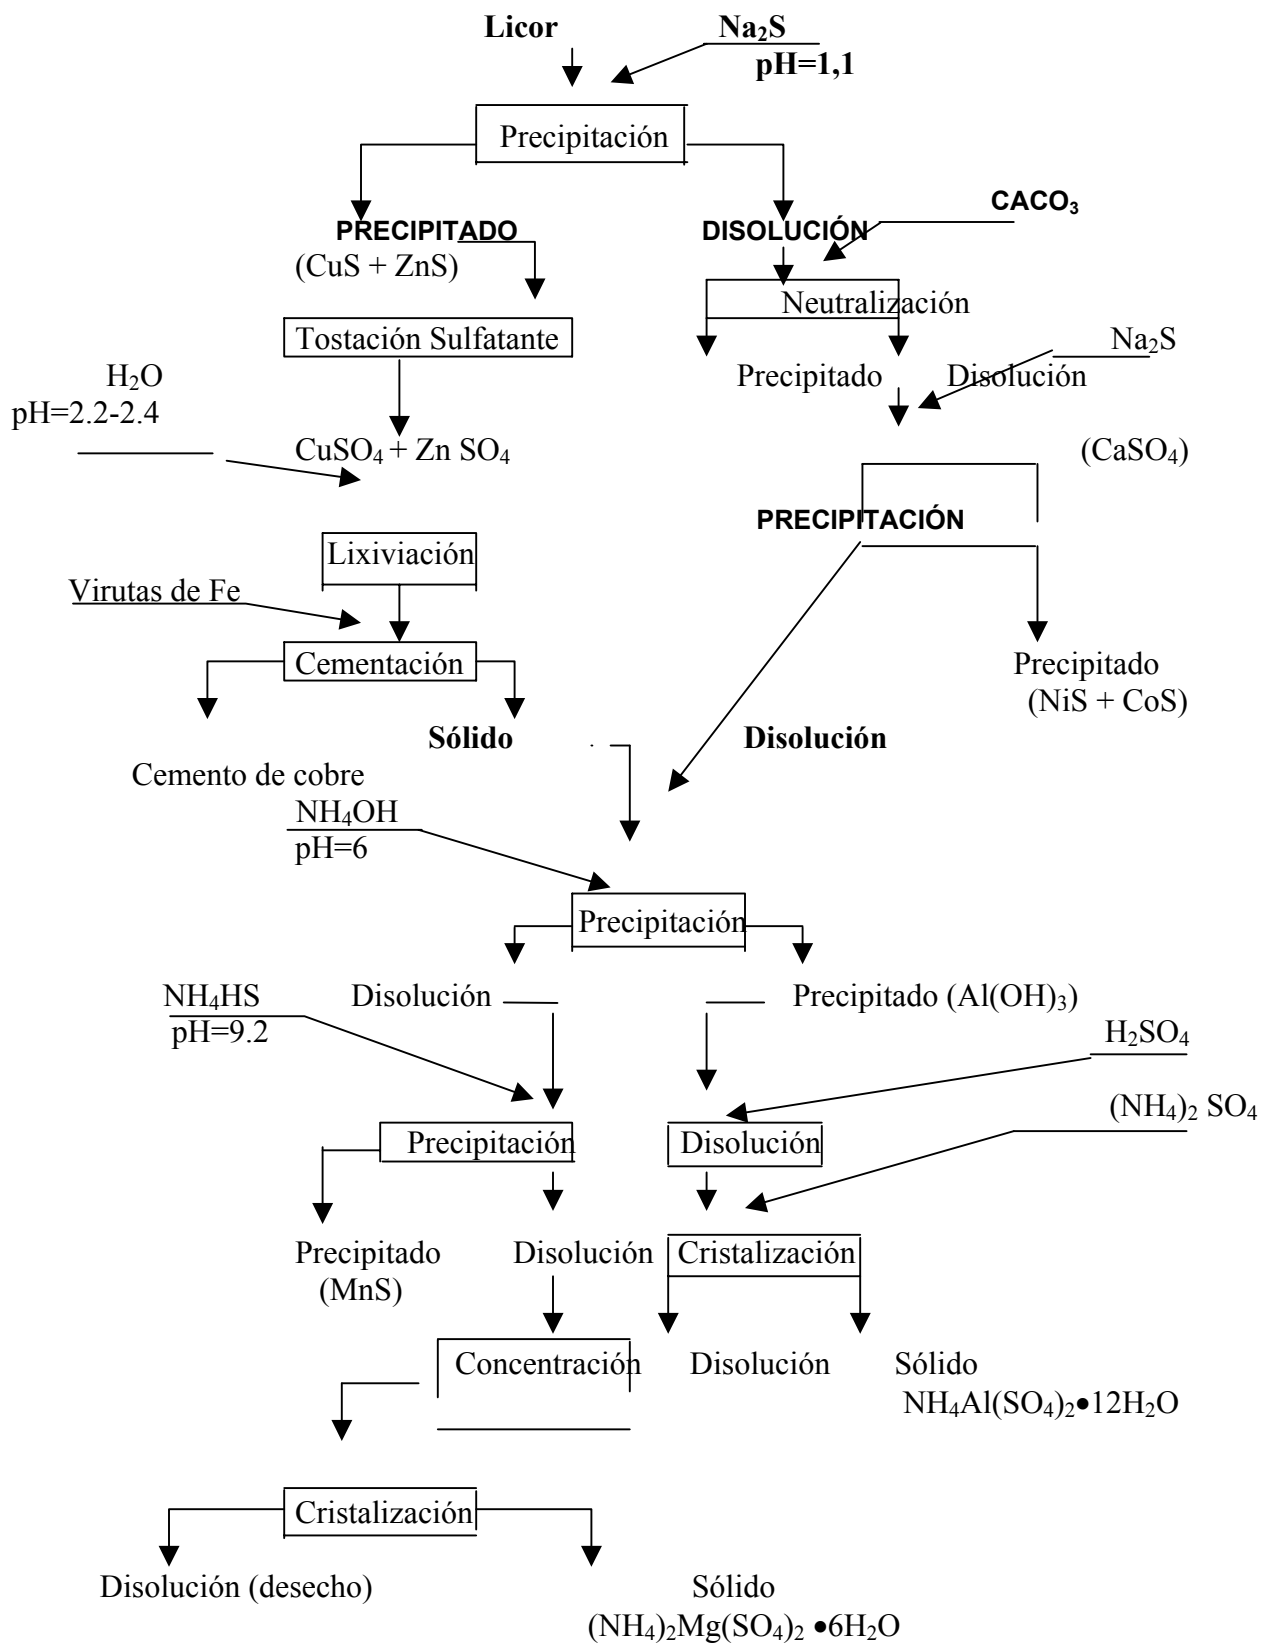 Licor Na₂S
pH=1,1
Precipitación
CACO₃
PRECIPITADO DISOLUCIÓN
(CuS + ZnS)
Neutralización
Tostación Sulfatante Na₂S
H₂O Precipitado Disolución
pH=2.2-2.4
CuSO₄ + Zn SO₄ (CaSO₄)
PRECIPITACIÓN
Lixiviación
Virutas de Fe
Cementación Precipitado
(NiS + CoS)
Sólido Disolución
Cemento de cobre
NH₄OH
pH=6
Precipitación
NH₄HS Disolución Precipitado (Al(OH)₃)
pH=9.2 H₂SO₄
(NH₄)₂ SO₄
Precipitación Disolución
Precipitado Disolución Cristalización
(MnS)
Concentración Disolución Sólido
NH₄Al(SO₄)₂•12H₂O
Cristalización
Disolución (desecho) Sólido
(NH₄)₂Mg(SO₄)₂ •6H₂O